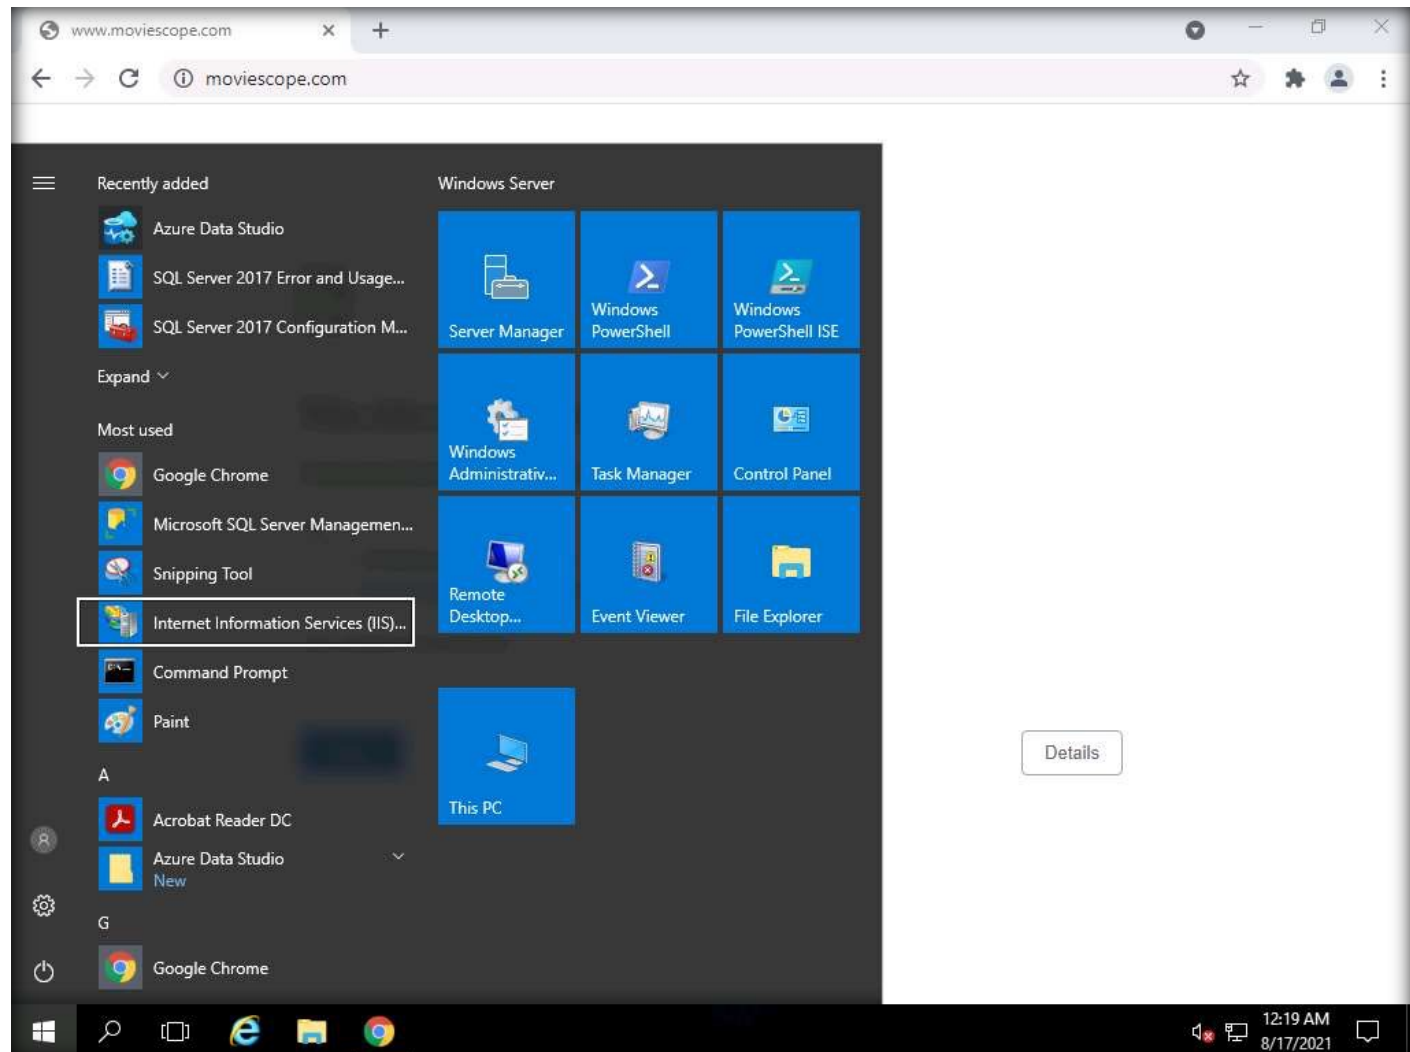 www.moviescope.com
moviescope.com
Recently added
Azure Data Studio
SQL Server 2017 Error and Usage...
SQL Server 2017 Configuration M...
Expand
Most used
Google Chrome
Microsoft SQL Server Managemen...
Snipping Tool
Internet Information Services (IIS)...
Command Prompt
Paint
A
Acrobat Reader DC
Azure Data Studio
New
G
Google Chrome
Windows Server
Server Manager
Windows
PowerShell
Windows
PowerShell ISE
Windows
Administrativ...
Task Manager
Control Panel
Remote
Desktop...
Event Viewer
File Explorer
This PC
Details
12:19 AM
8/17/2021